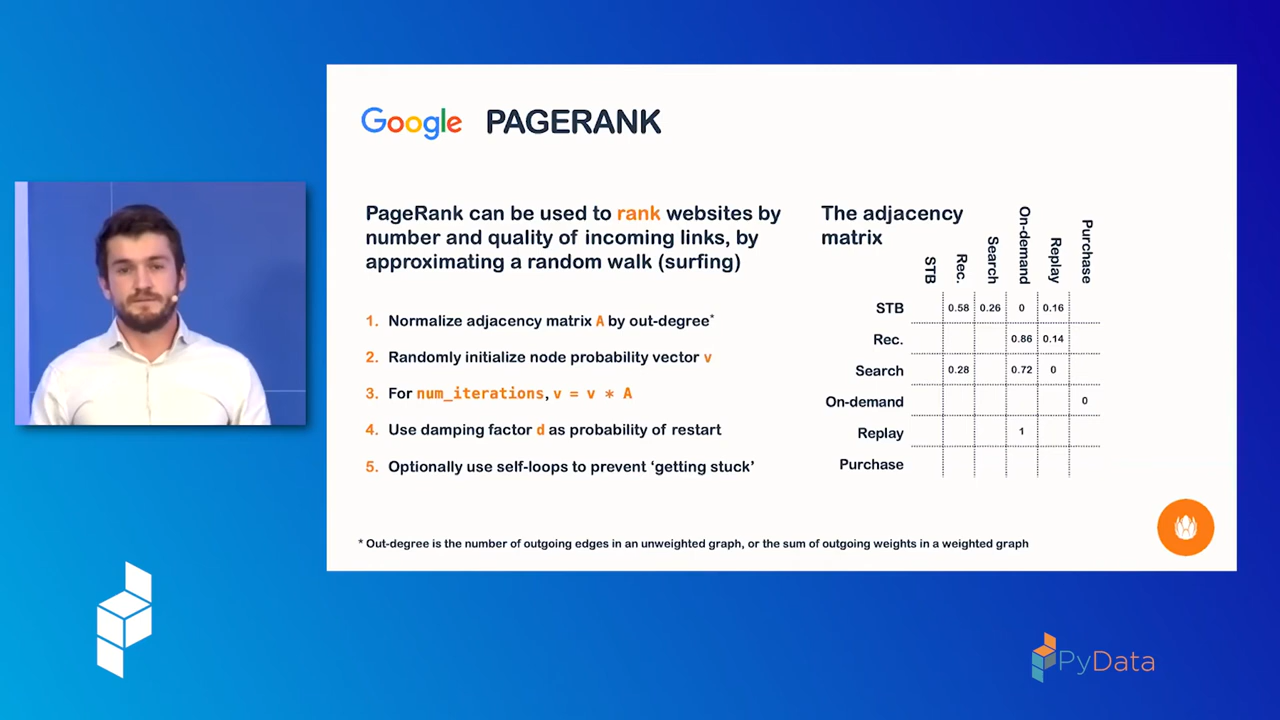 Google PAGERANK
PageRank can be used to rank websites by
number and quality of incoming links, by
approximating a random walk (surfing)
1. Normalize adjacency matrix A by out-degree*
2. Randomly initialize node probability vector v
3. For num_iterations, v = v * A
4. Use damping factor d as probability of restart
5. Optionally use self-loops to prevent ‘getting stuck’
The adjacency
matrix
STB Rec. Search On-demand Replay Purchase
STB 0.58 0.26 0 0.16
Rec. 0.86 0.14
Search 0.28 0.72 0
On-demand 0
Replay 1
Purchase
* Out-degree is the number of outgoing edges in an unweighted graph, or the sum of outgoing weights in a weighted graph
PyData